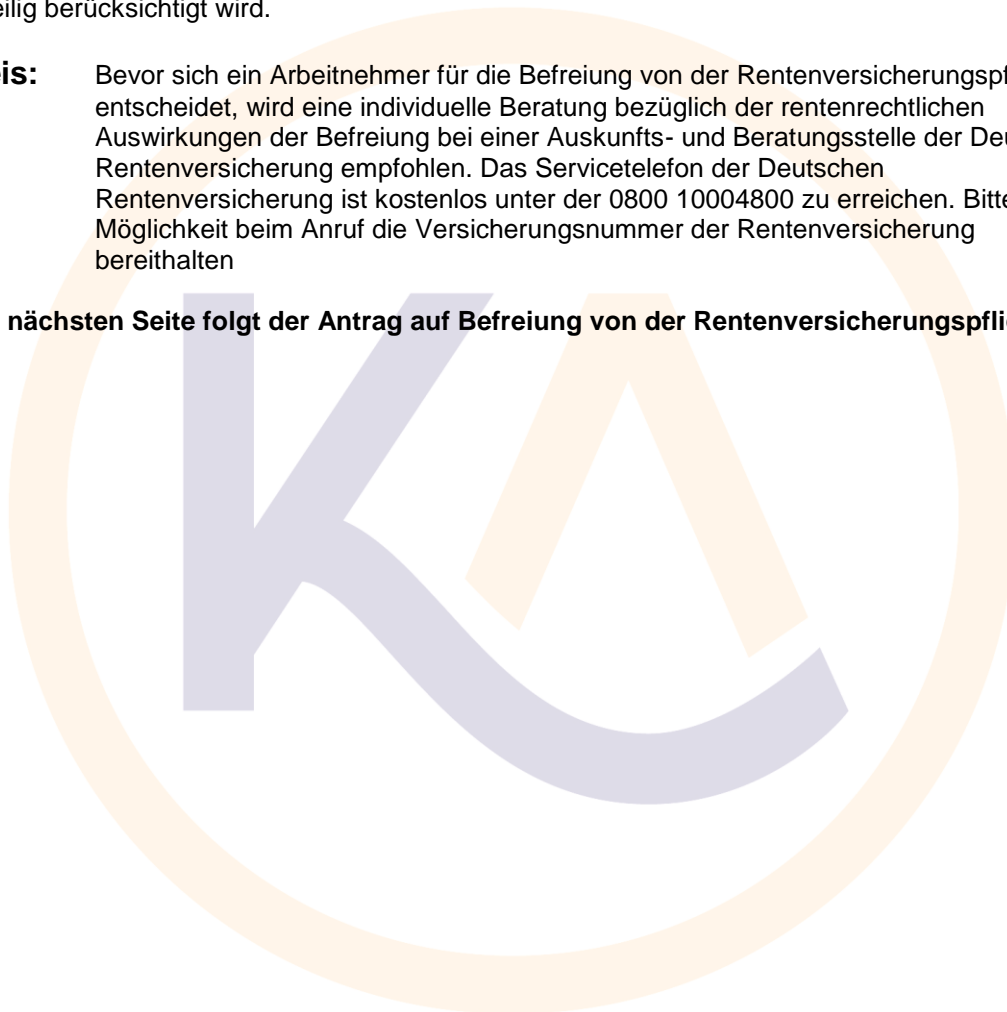 eilig berücksichtigt wird.
eis: Bevor sich ein Arbeitnehmer für die Befreiung von der Rentenversicherungspf
entscheidet, wird eine individuelle Beratung bezüglich der rentenrechtlichen
Auswirkungen der Befreiung bei einer Auskunfts- und Beratungsstelle der Deu
Rentenversicherung empfohlen. Das Servicetelefon der Deutschen
Rentenversicherung ist kostenlos unter der 0800 10004800 zu erreichen. Bitte
Möglichkeit beim Anruf die Versicherungsnummer der Rentenversicherung
bereithalten
nächsten Seite folgt der Antrag auf Befreiung von der Rentenversicherungspfli